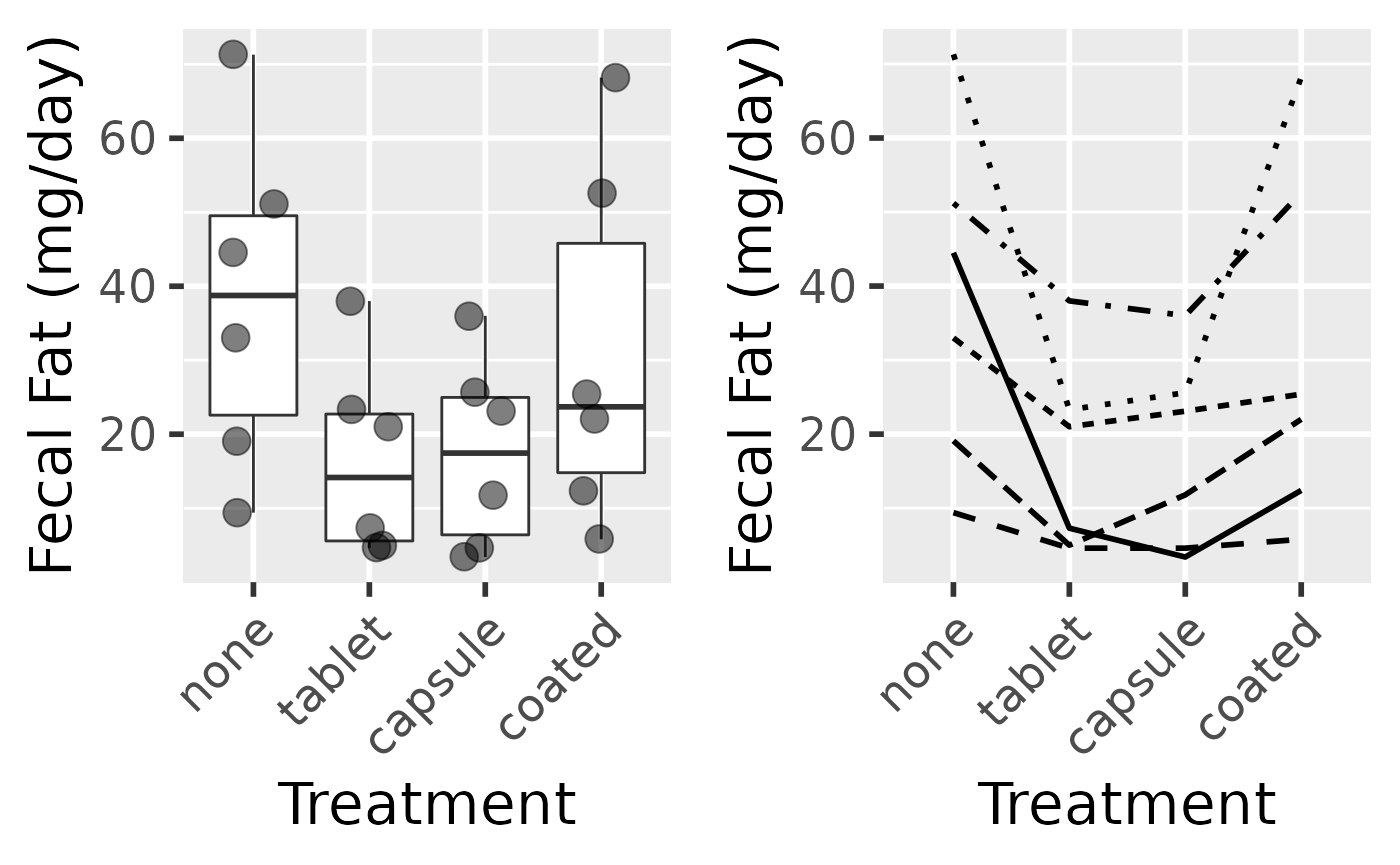 Fecal Fat (mg/day)
60
40
20
none
tablet
capsule
coated
Treatment
Fecal Fat (mg/day)
60
40
20
none
tablet
capsule
coated
Treatment